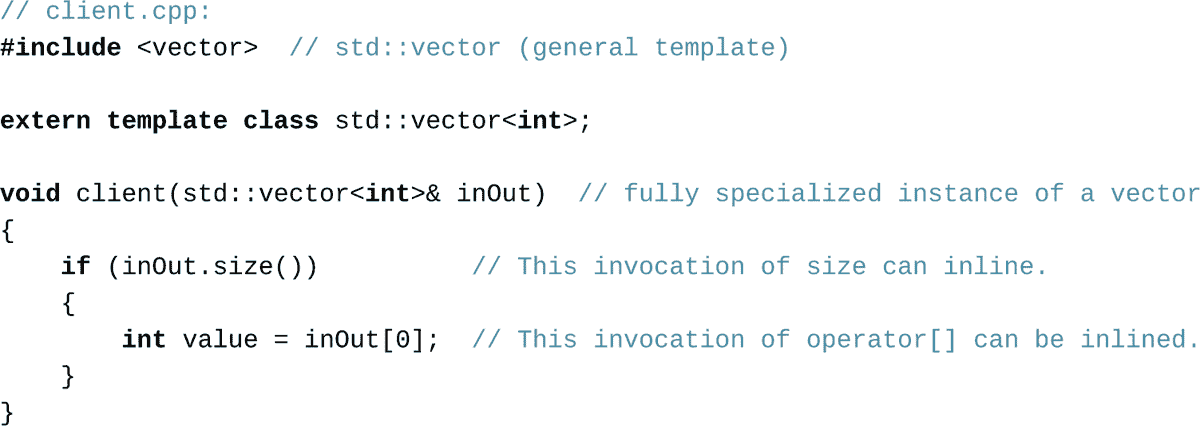 // client.cpp:
#include <vector>  // std::vector (general template)

extern template class std::vector<int>;

void client(std::vector<int>& inOut)  // fully specialized instance of a vector
{
    if (inOut.size())          // This invocation of size can inline.
    {
        int value = inOut[0];  // This invocation of operator[] can be inlined.
    }
}